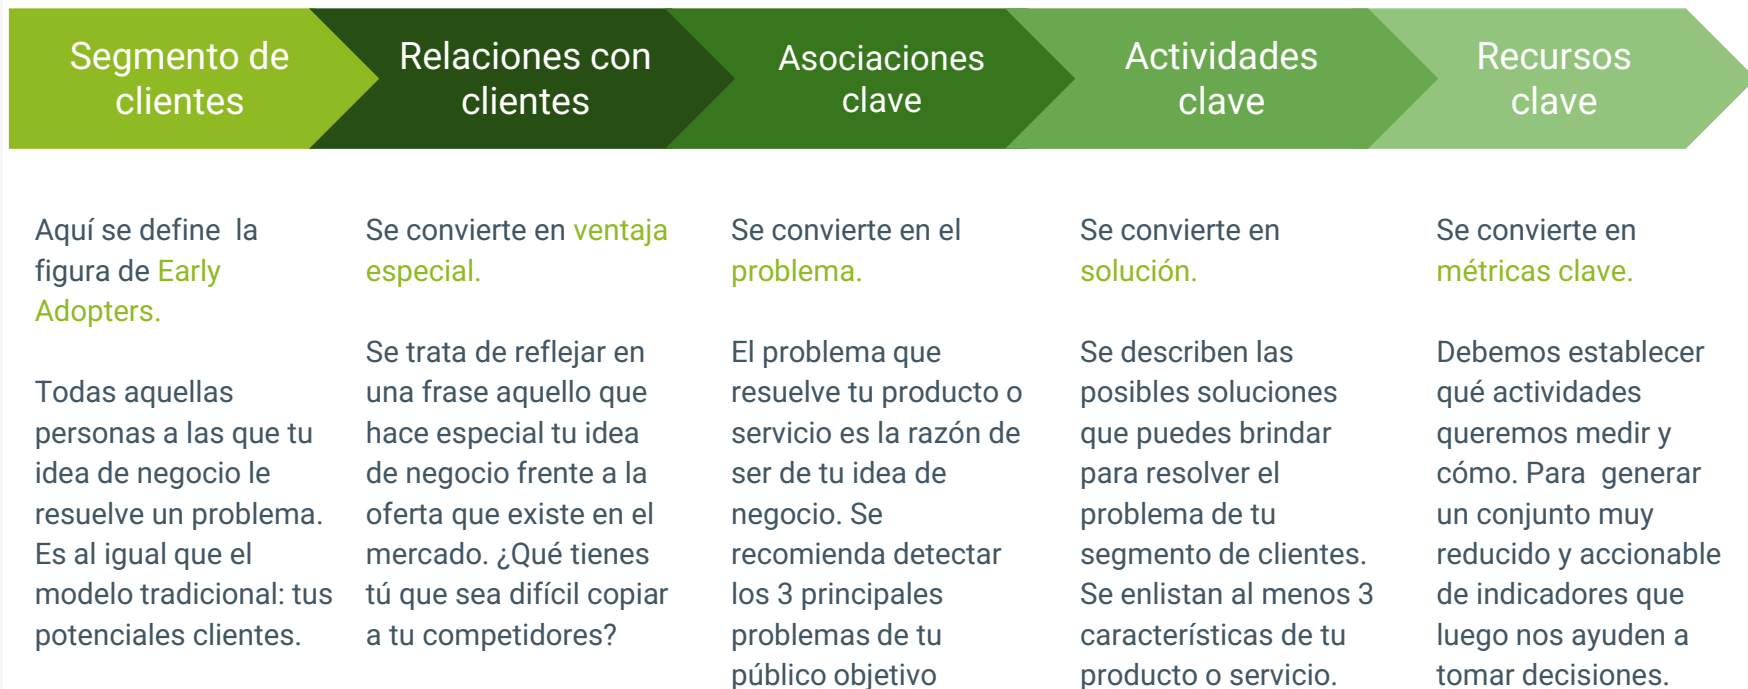 Segmento de
clientes
Relaciones con
clientes
Asociaciones
clave
Actividades
clave
Recursos
clave
Aquí se define  la
figura de Early
Adopters.
Todas aquellas
personas a las que tu
idea de negocio le
resuelve un problema.
Es al igual que el
modelo tradicional: tus
potenciales clientes.
Se convierte en ventaja
especial.
Se trata de reflejar en
una frase aquello que
hace especial tu idea
de negocio frente a la
oferta que existe en el
mercado. ¿Qué tienes
tú que sea difícil copiar
a tu competidores?
Se convierte en el
problema.
El problema que
resuelve tu producto o
servicio es la razón de
ser de tu idea de
negocio. Se
recomienda detectar
los 3 principales
problemas de tu
público objetivo
Se convierte en
solución.
Se describen las
posibles soluciones
que puedes brindar
para resolver el
problema de tu
segmento de clientes.
Se enlistan al menos 3
características de tu
producto o servicio.
Se convierte en
métricas clave.
Debemos establecer
qué actividades
queremos medir y
cómo. Para  generar
un conjunto muy
reducido y accionable
de indicadores que
luego nos ayuden a
tomar decisiones.